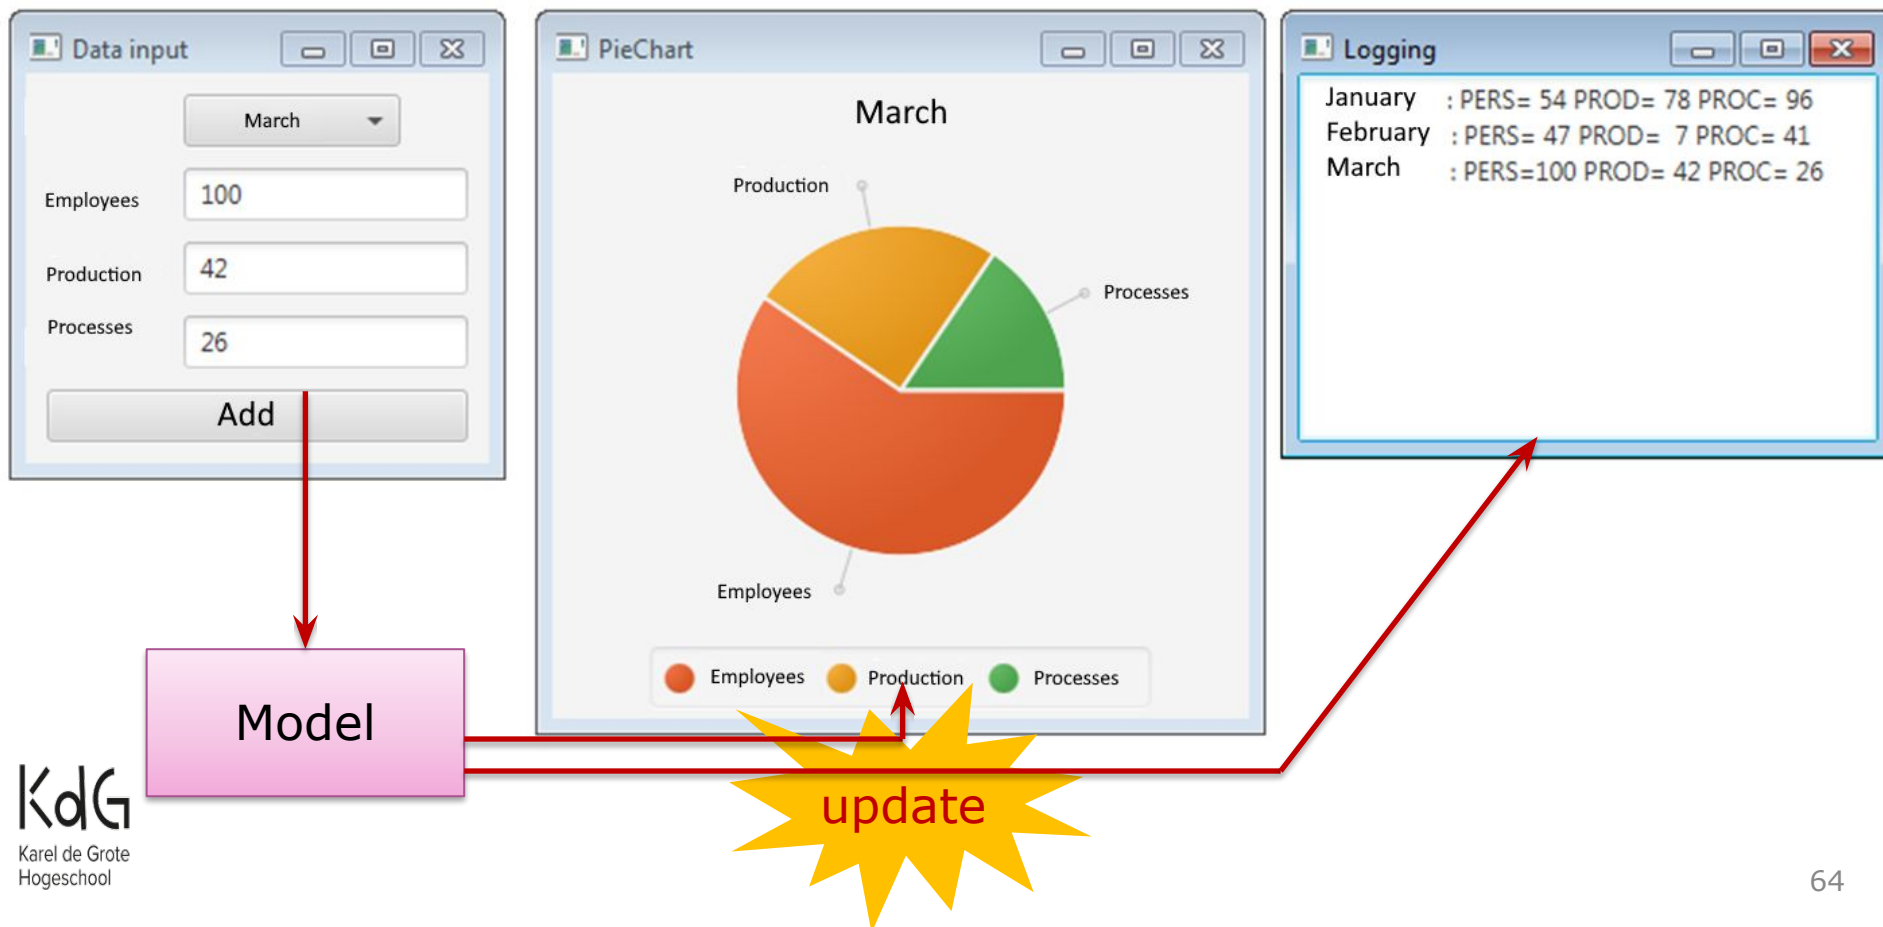 Data input
March
Employees
100
Production
42
Processes
26
Add
PieChart
March
Production
Processes
Employees
Employees
Production
Processes
Logging
January : PERS= 54 PROD= 78 PROC= 96
February : PERS= 47 PROD=  7 PROC= 41
March : PERS=100 PROD= 42 PROC= 26
Model
update
KdG
Karel de Grote
Hogeschool
64